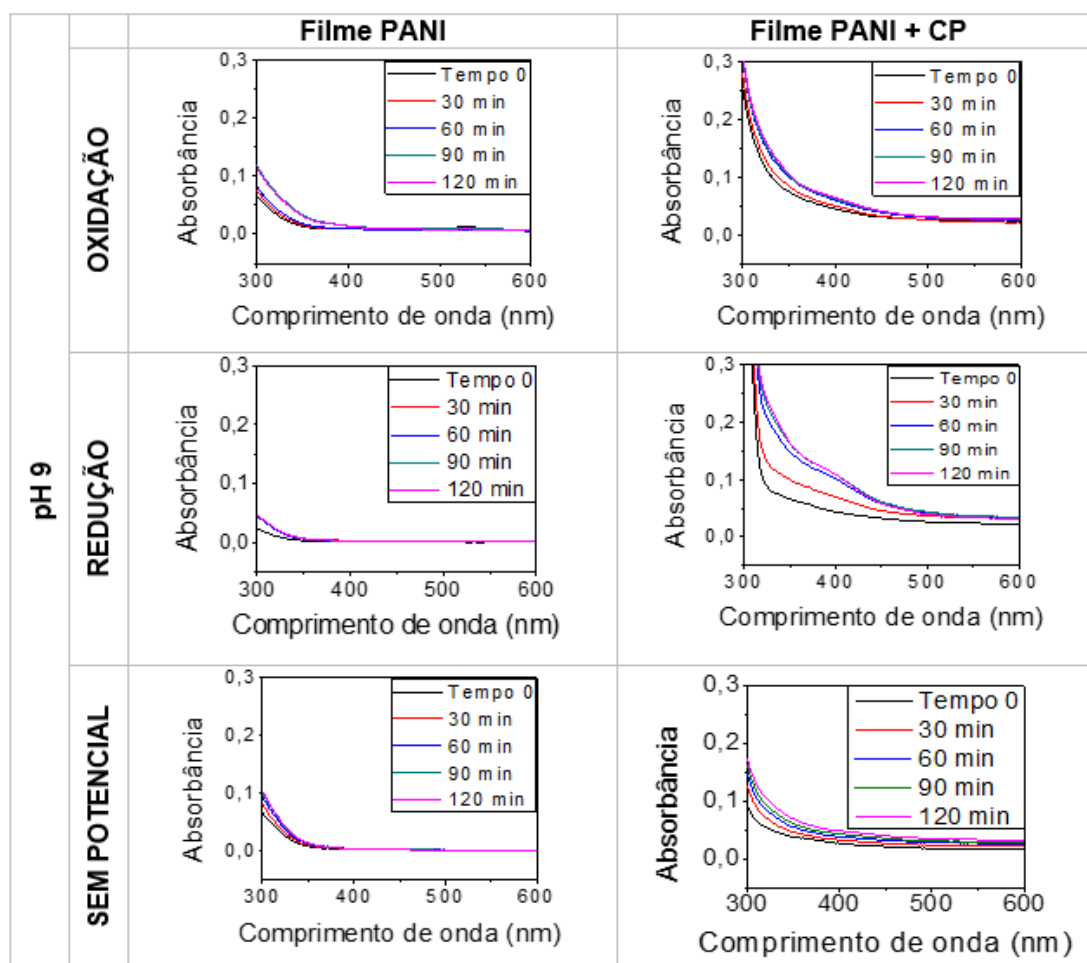 Filme PANI
Filme PANI + CP
pH 9
OXIDAÇÃO
0,3
0,2
0,1
0,0
Absorbância
Tempo 0
30 min
60 min
90 min
120 min
300 400 500 600
Comprimento de onda (nm)
0,3
0,2
0,1
0,0
Absorbância
Tempo 0
30 min
60 min
90 min
120 min
300 400 500 600
Comprimento de onda (nm)
REDUÇÃO
0,3
0,2
0,1
0,0
Absorbância
Tempo 0
30 min
60 min
90 min
120 min
300 400 500 600
Comprimento de onda (nm)
0,3
0,2
0,1
0,0
Absorbância
Tempo 0
30 min
60 min
90 min
120 min
300 400 500 600
Comprimento de onda (nm)
SEM POTENCIAL
0,3
0,2
0,1
0,0
Absorbância
Tempo 0
30 min
60 min
90 min
120 min
300 400 500 600
Comprimento de onda (nm)
0,3
0,2
0,1
0,0
Absorbância
Tempo 0
30 min
60 min
90 min
120 min
300 400 500 600
Comprimento de onda (nm)